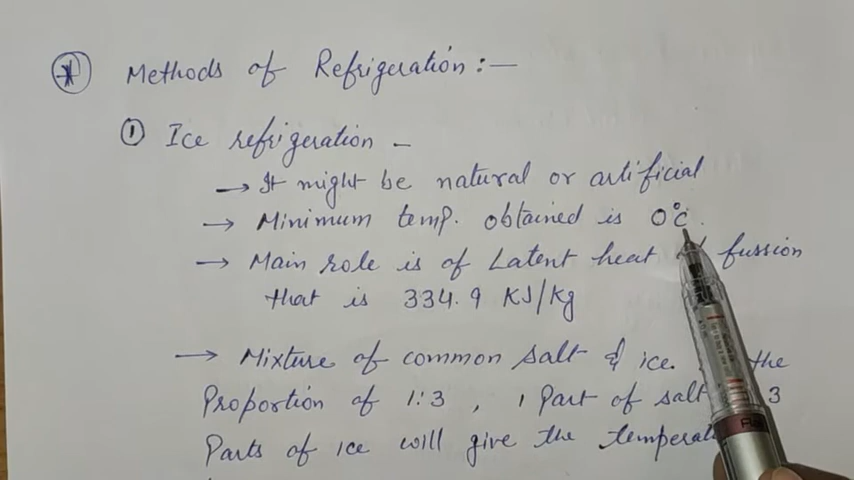 * Methods of Refrigeration :—
① Ice refrigeration –
→ It might be natural or artificial
→ Minimum temp. obtained is 0°c.
→ Main role is of Latent heat fussion
that is 334.9 KJ/Kg
→ Mixture of common salt & ice the
Proportion of 1:3 , 1 Part of salt 3
Parts of ice will give the